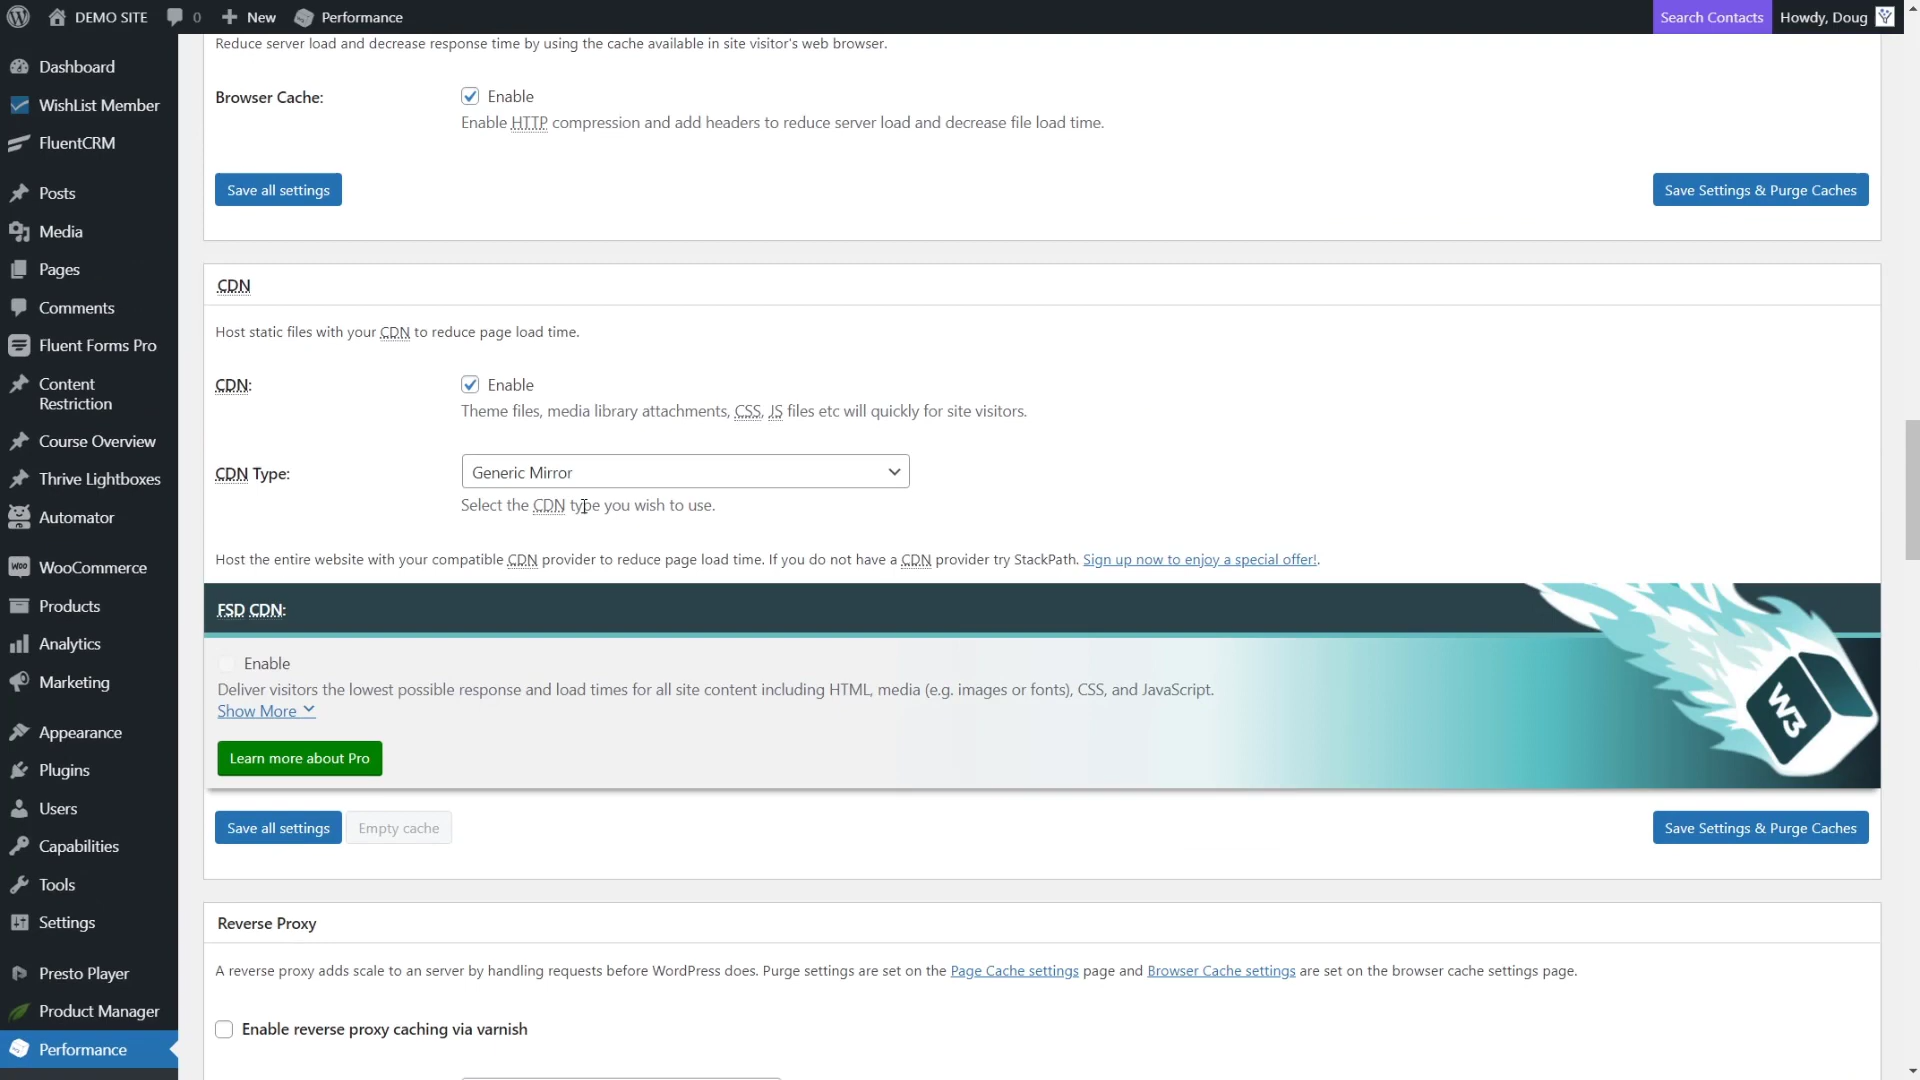 DEMO SITE
0
New
Performance
Search Contacts
Howdy, Doug
Dashboard
WishList Member
FluentCRM
Posts
Media
Pages
Comments
Fluent Forms Pro
Content
Restriction
Course Overview
Thrive Lightboxes
Automator
WooCommerce
Products
Analytics
Marketing
Appearance
Plugins
Users
Capabilities
Tools
Settings
Presto Player
Product Manager
Performance
Reduce server load and decrease response time by using the cache available in site visitor's web browser.
Browser Cache:
Enable
Enable HTTP compression and add headers to reduce server load and decrease file load time.
Save all settings
Save Settings & Purge Caches
CDN
Host static files with your CDN to reduce page load time.
CDN:
Enable
Theme files, media library attachments, CSS, JS files etc will quickly for site visitors.
CDN Type:
Generic Mirror
Select the CDN type you wish to use.
Host the entire website with your compatible CDN provider to reduce page load time. If you do not have a CDN provider try StackPath. Sign up now to enjoy a special offer!.
FSD CDN:
Enable
Deliver visitors the lowest possible response and load times for all site content including HTML, media (e.g. images or fonts), CSS, and JavaScript.
Show More
W3
Learn more about Pro
Save all settings
Empty cache
Save Settings & Purge Caches
Reverse Proxy
A reverse proxy adds scale to an server by handling requests before WordPress does. Purge settings are set on the Page Cache settings page and Browser Cache settings are set on the browser cache settings page.
Enable reverse proxy caching via varnish